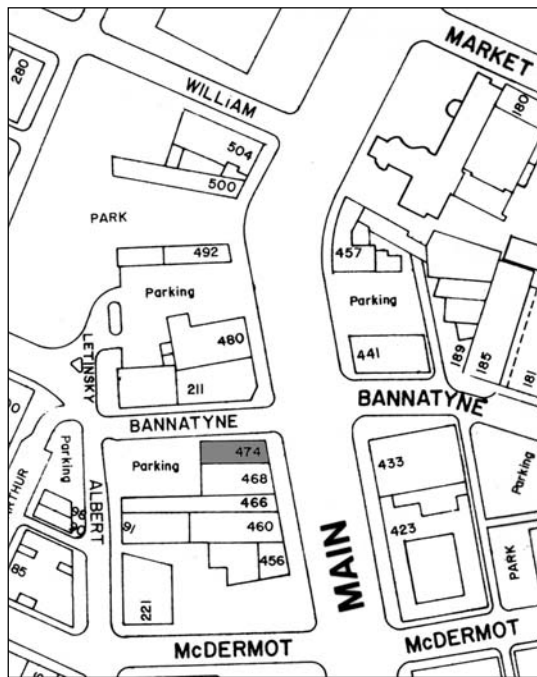 MARKET
280
WILLIAM
180
504
500
PARK
492
457
Parking
Parking
480
441
189
185
181
LETINSKY
211
BANNATYNE
BANNATYNE
474
Parking
468
433
Parking
Parking
466
ALBERT
91
460
423
456
PARK
85
221
MAIN
McDERMOT
McDERMOT